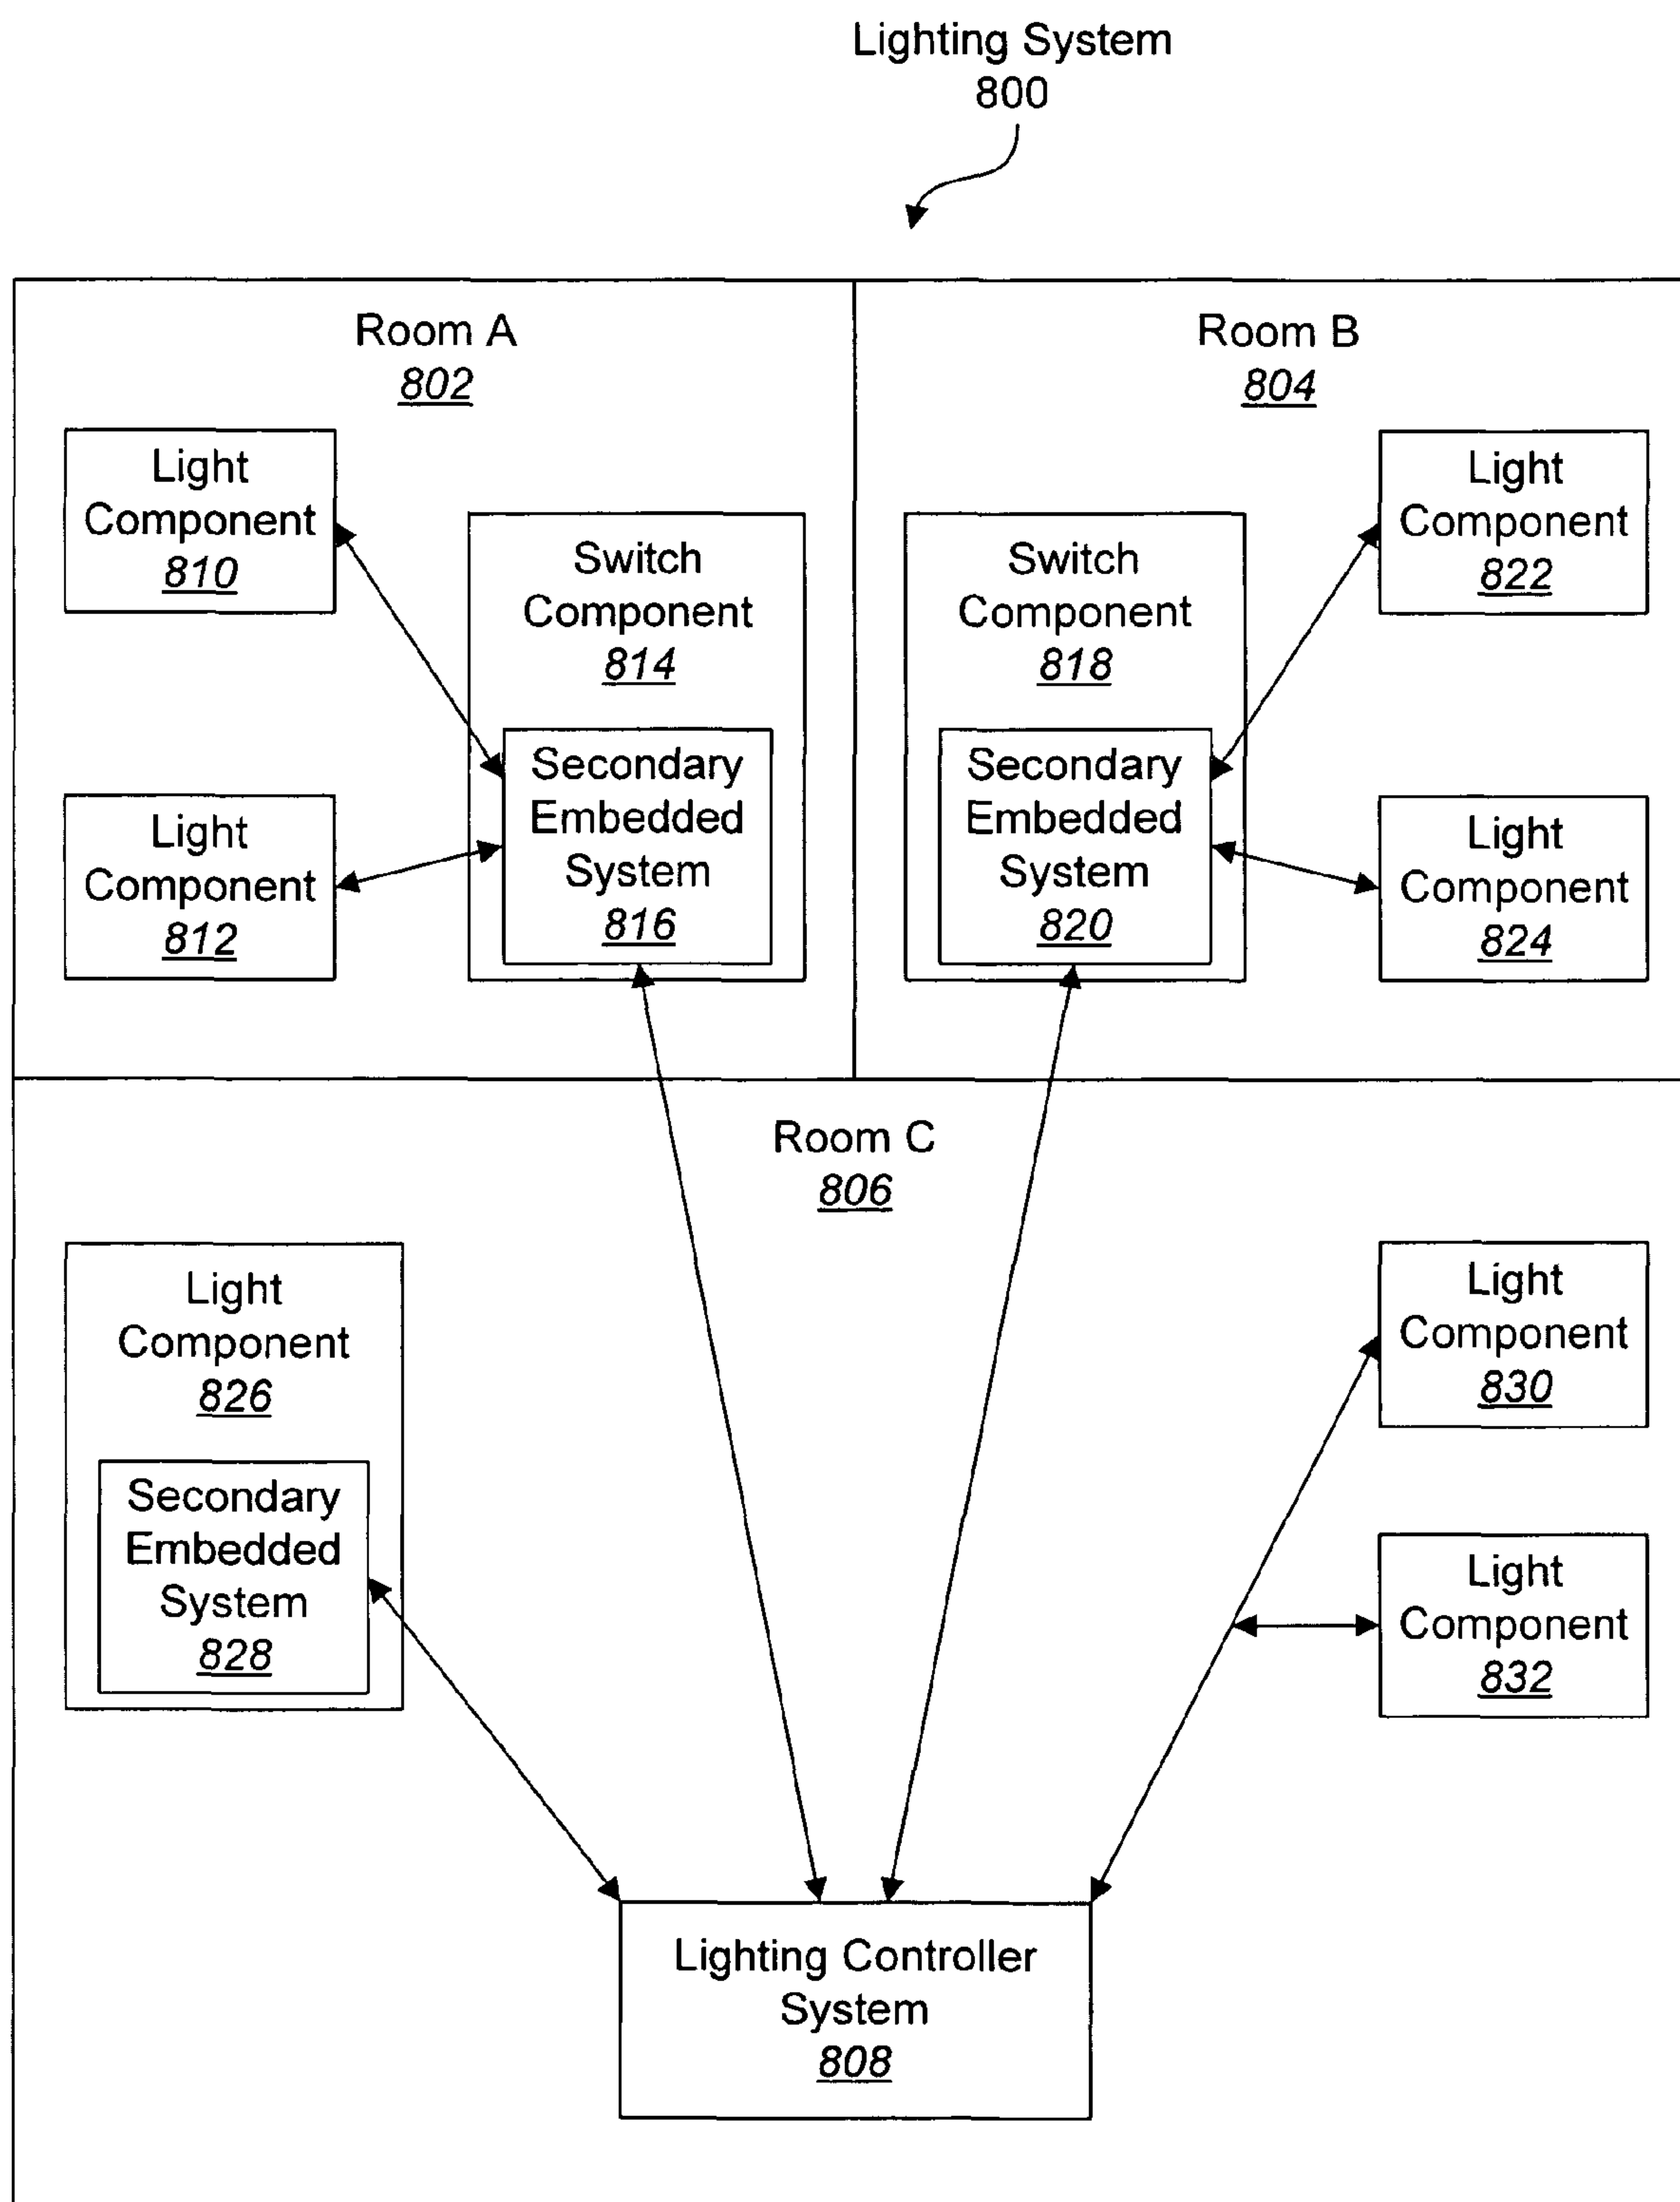 Lighting System
800
Room A
802
Room B
804
Light
Component
810
Switch
Component
814
Switch
Component
818
Light
Component
822
Light
Component
812
Secondary
Embedded
System
816
Secondary
Embedded
System
820
Light
Component
824
Room C
806
Light
Component
826
Secondary
Embedded
System
828
Light
Component
830
Light
Component
832
Lighting Controller
System
808